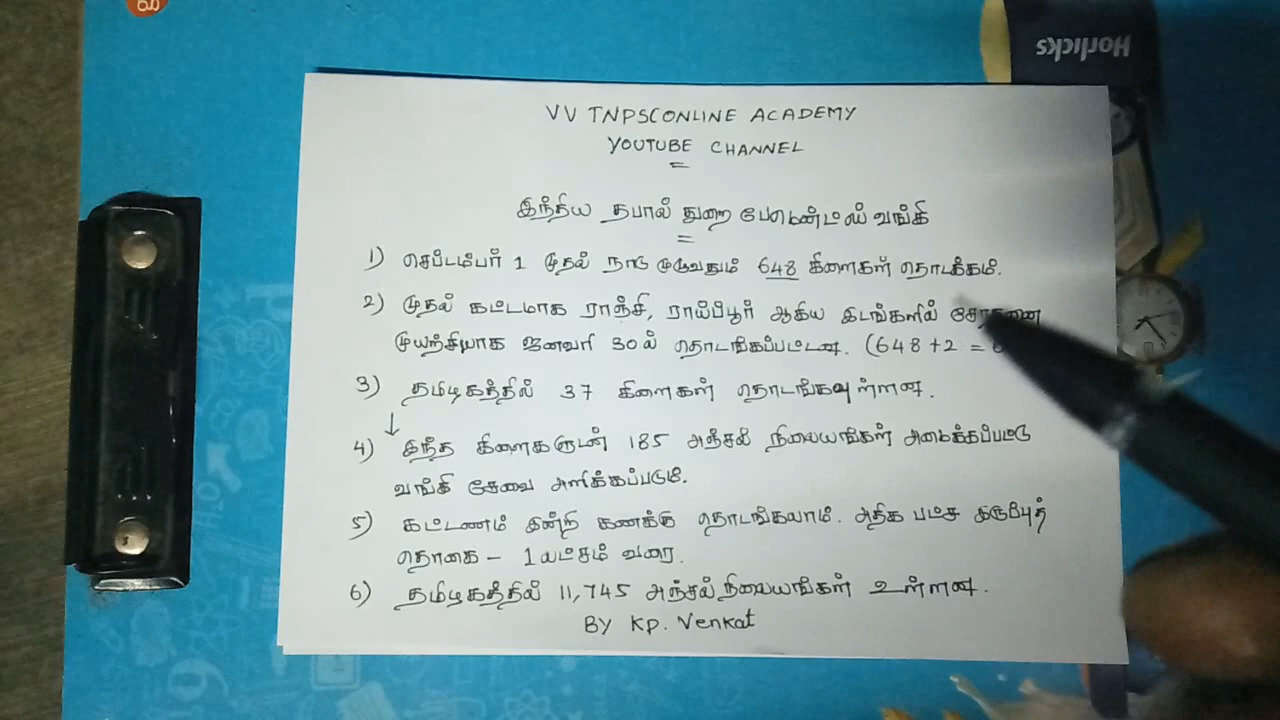 Horlicks
VV TNPSCONLINE ACADEMY
YOUTUBE CHANNEL
இந்திய தபால் துறை பேமெண்ட்ஸ் வங்கி
1) செப்டம்பர் 1 முதல் நாடு முழுவதும் 648 கிளைகள் தொடக்கம்.
2) முதல் கட்டமாக ராஞ்சி, ராய்ப்பூர் ஆகிய இடங்களில் சோதனை
முயற்சியாக ஜனவரி 30ல் தொடங்கப்பட்டன. (648 + 2 =
3) தமிழகத்தில் 37 கிளைகள் தொடங்கவுள்ளன.
4) இந்த கிளைகளுடன் 185 அஞ்சல் நிலையங்கள் அமைக்கப்பட்டு
வங்கி சேவை அளிக்கப்படும்.
5) கட்டணம் இன்றி கணக்கு தொடங்கலாம். அதிக பட்ச இருப்புத்
தொகை – 1 லட்சம் வரை.
6) தமிழகத்தில் 11,745 அஞ்சல் நிலையங்கள் உள்ளன.
BY KP. Venkat